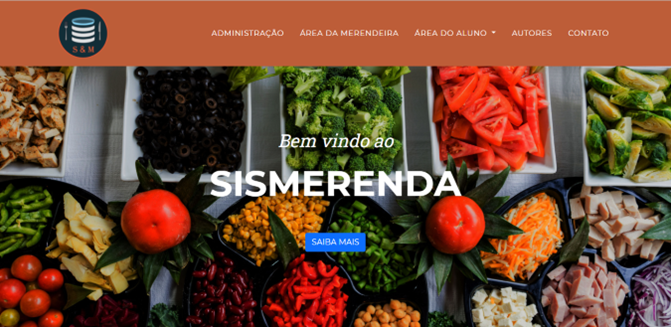 S & M
ADMINISTRAÇÃO
ÁREA DA MERENDEIRA
ÁREA DO ALUNO
AUTORES
CONTATO
Bem vindo ao
SISMERENDA
SAIBA MAIS